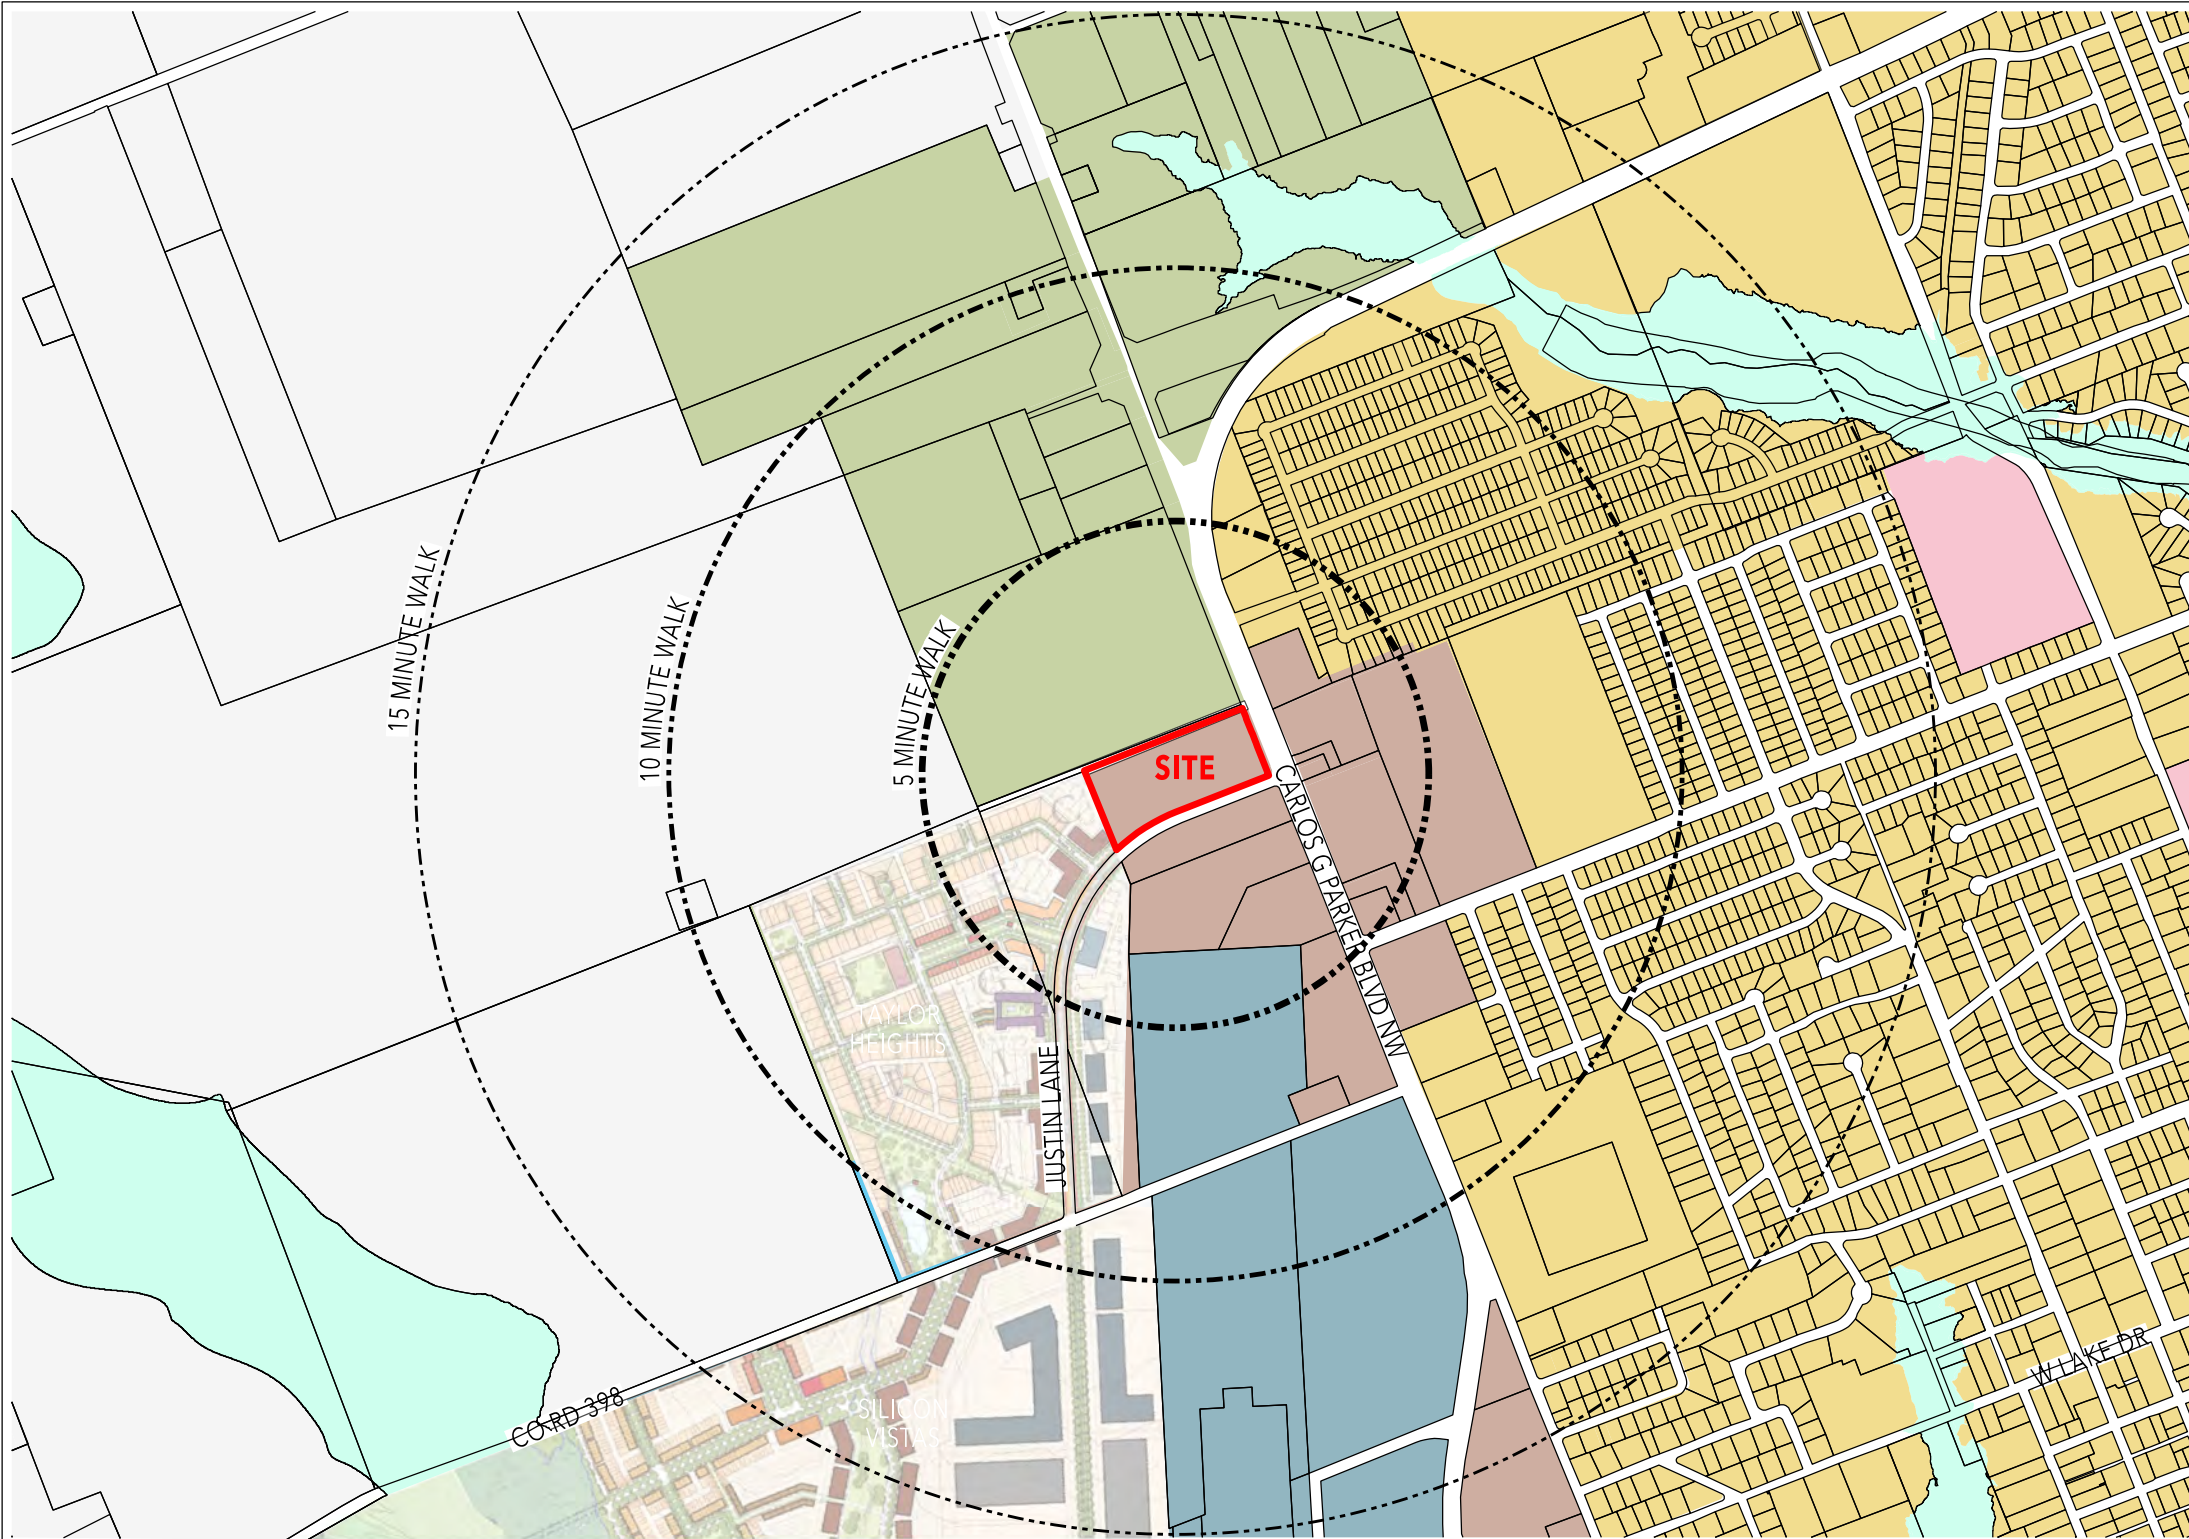 15 MINUTE WALK
10 MINUTE WALK
5 MINUTE WALK
SITE
CARLOS G PARKER BLVD NW
TAYLOR
HEIGHTS
JUSTIN LANE
CO RD 398
SILICON
VISTAS
W LAKE DR